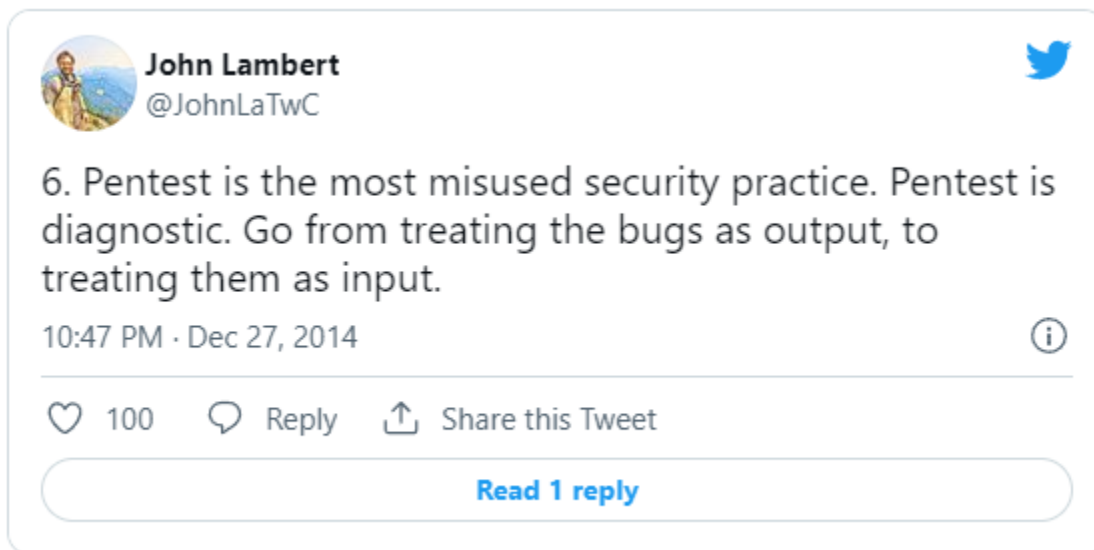 John Lambert
@JohnLaTwC
6. Pentest is the most misused security practice. Pentest is
diagnostic. Go from treating the bugs as output, to
treating them as input.
10:47 PM · Dec 27, 2014
100 Reply Share this Tweet
Read 1 reply